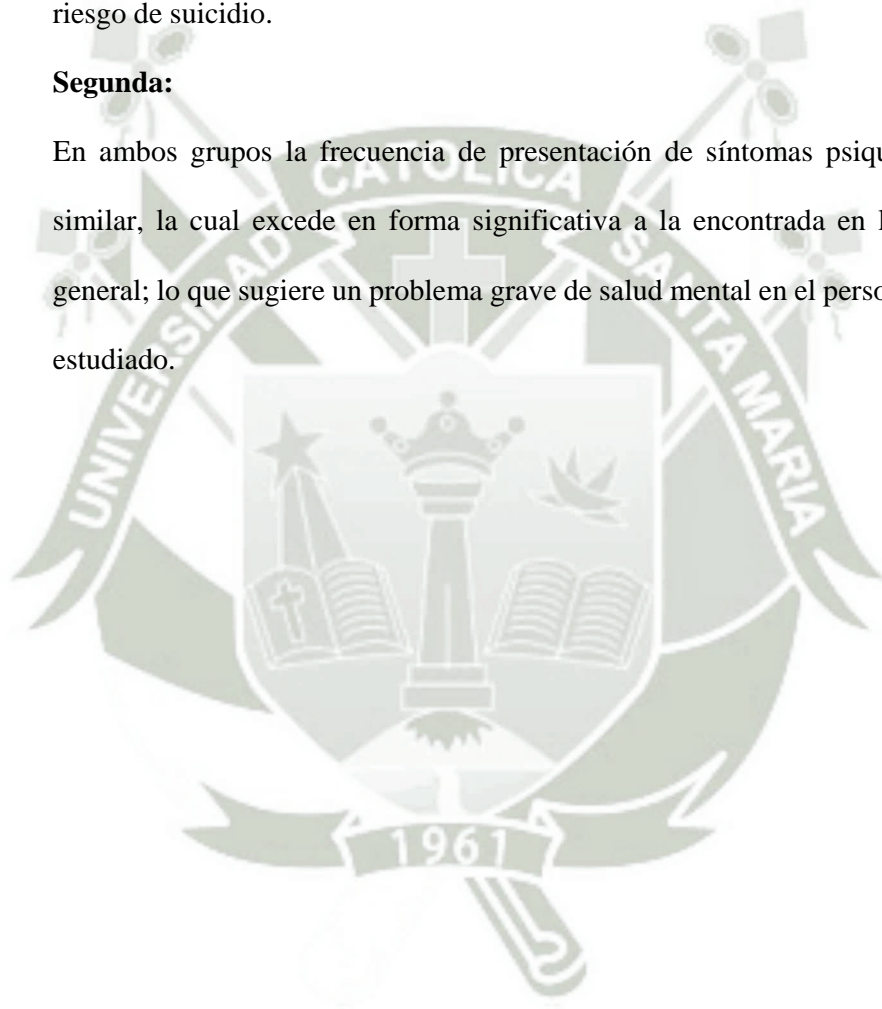 riesgo de suicidio.
Segunda:
En ambos grupos la frecuencia de presentación de síntomas psiqu
similar, la cual excede en forma significativa a la encontrada en l
general; lo que sugiere un problema grave de salud mental en el perso
estudiado.
UNIVERSIDAD CATOLICA SANTA MARIA
1961